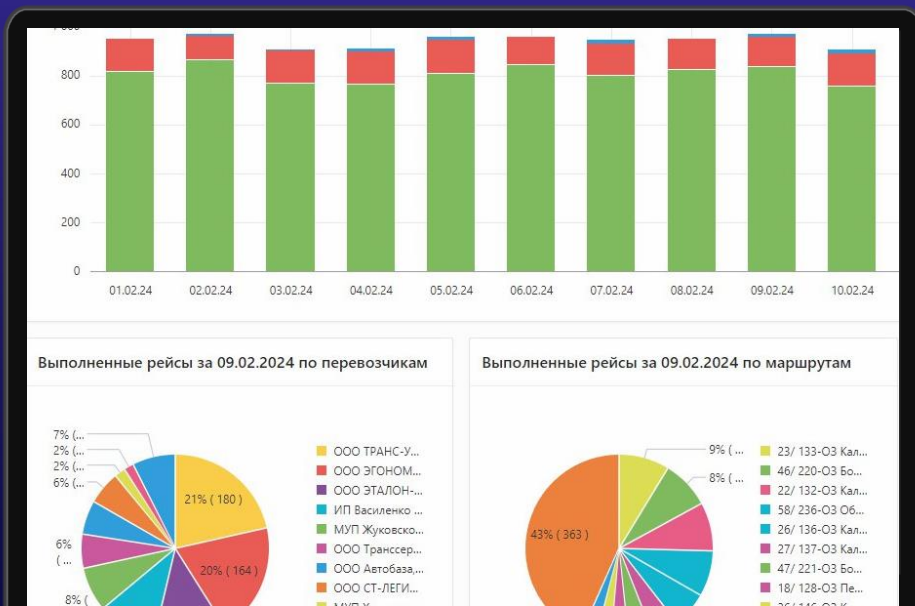 800
600
400
200
0
01.02.24 02.02.24 03.02.24 04.02.24 05.02.24 06.02.24 07.02.24 08.02.24 09.02.24 10.02.24
Выполненные рейсы за 09.02.2024 по перевозчикам
7% (...
2% (...
2% (...
6% (...
21% ( 180 )
20% ( 164 )
6%
( ...
8% (
ООО ТРАНС-У...
ООО ЭГОНОМ...
ООО ЭТАЛОН-...
ИП Василенко ...
МУП Жуковско...
ООО Транссер...
ООО Автобаза,...
ООО СТ-ЛЕГИ...
Выполненные рейсы за 09.02.2024 по маршрутам
9% ( ...
8% ( ...
43% ( 363 )
23/ 133-ОЗ Кал...
46/ 220-ОЗ Бо...
22/ 132-ОЗ Кал...
58/ 236-ОЗ Об...
26/ 136-ОЗ Кал...
27/ 137-ОЗ Кал...
47/ 221-ОЗ Бо...
18/ 128-ОЗ Пе...